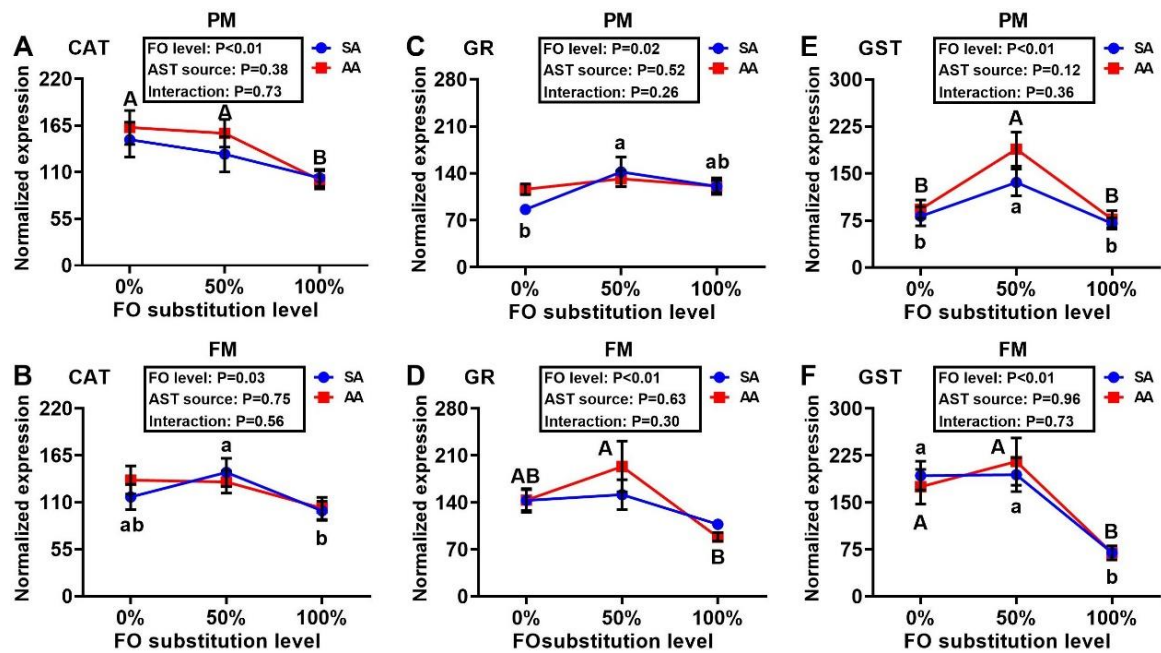 PM
A
CAT
FO level: P<0.01
AST source: P=0.38
Interaction: P=0.73
SA
AA
Normalized expression
220
165
110
55
0
A
A
B
0%
50%
100%
FO substitution level
PM
C
GR
FO level: P=0.02
AST source: P=0.52
Interaction: P=0.26
SA
AA
Normalized expression
280
210
140
70
0
a
ab
b
0%
50%
100%
FO substitution level
PM
E
GST
FO level: P<0.01
AST source: P=0.12
Interaction: P=0.36
SA
AA
Normalized expression
300
225
150
75
0
A
B
B
a
b
b
0%
50%
100%
FO substitution level
FM
B
CAT
FO level: P=0.03
AST source: P=0.75
Interaction: P=0.56
SA
AA
Normalized expression
220
165
110
55
0
a
ab
b
0%
50%
100%
FO substitution level
FM
D
GR
FO level: P<0.01
AST source: P=0.63
Interaction: P=0.30
SA
AA
Normalized expression
280
210
140
70
0
AB
A
B
0%
50%
100%
FOsubstitution level
FM
F
GST
FO level: P<0.01
AST source: P=0.96
Interaction: P=0.73
SA
AA
Normalized expression
300
225
150
75
0
a
A
A
a
B
b
0%
50%
100%
FO substitution level